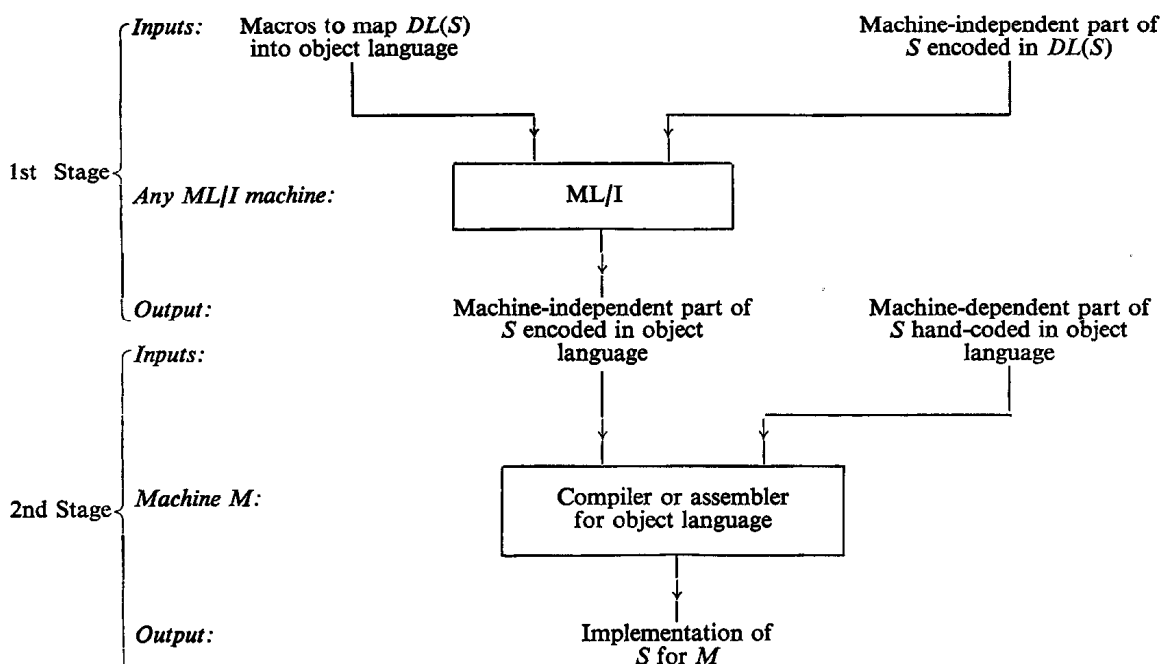 Inputs: Macros to map DL(S)
into object language
Machine-independent part of
S encoded in DL(S)
1st Stage
Any ML/I machine: ML/I
Output: Machine-independent part of
S encoded in object
language
Machine-dependent part of
S hand-coded in object
language
Inputs:
2nd Stage
Machine M: Compiler or assembler
for object language
Output: Implementation of
S for M